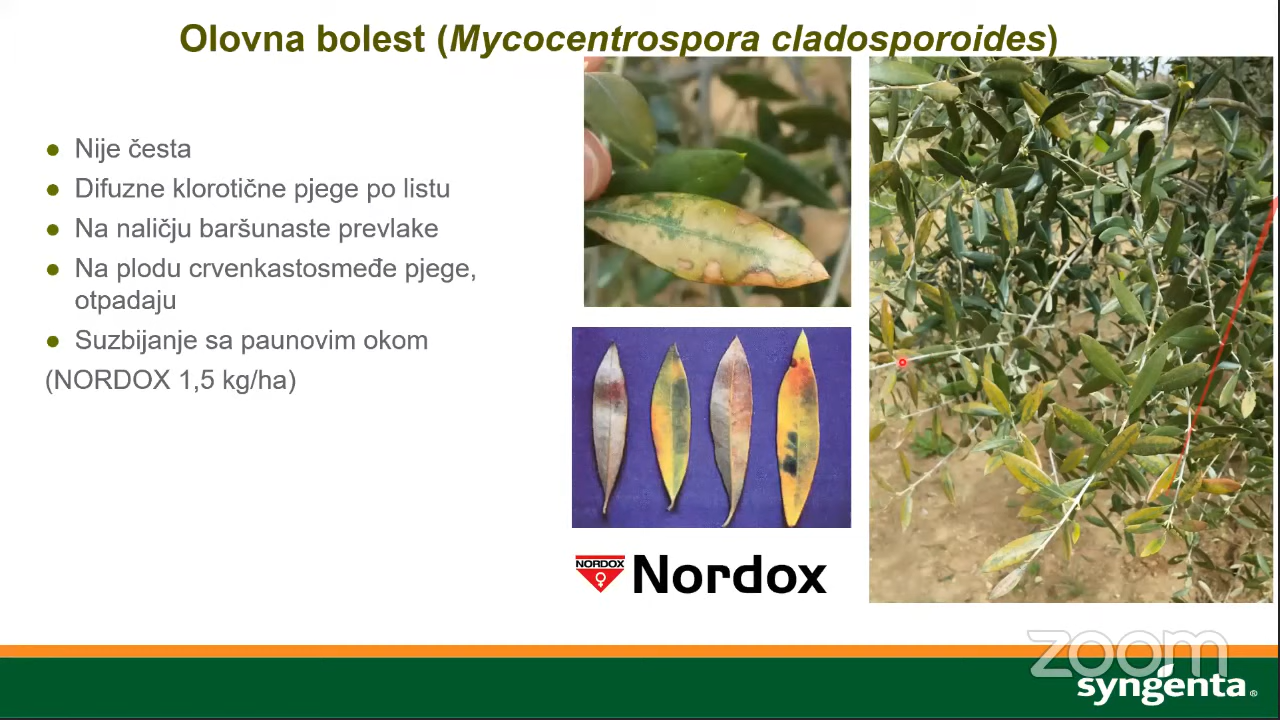 Olovna bolest (Mycocentrospora cladosporoides)
● Nije česta
● Difuzne klorotične pjege po listu
● Na naličju baršunaste prevlake
● Na plodu crvenkastosmeđe pjege,
otpadaju
● Suzbijanje sa paunovim okom
(NORDOX 1,5 kg/ha)
NORDOX
Nordox
zoom
syngenta®